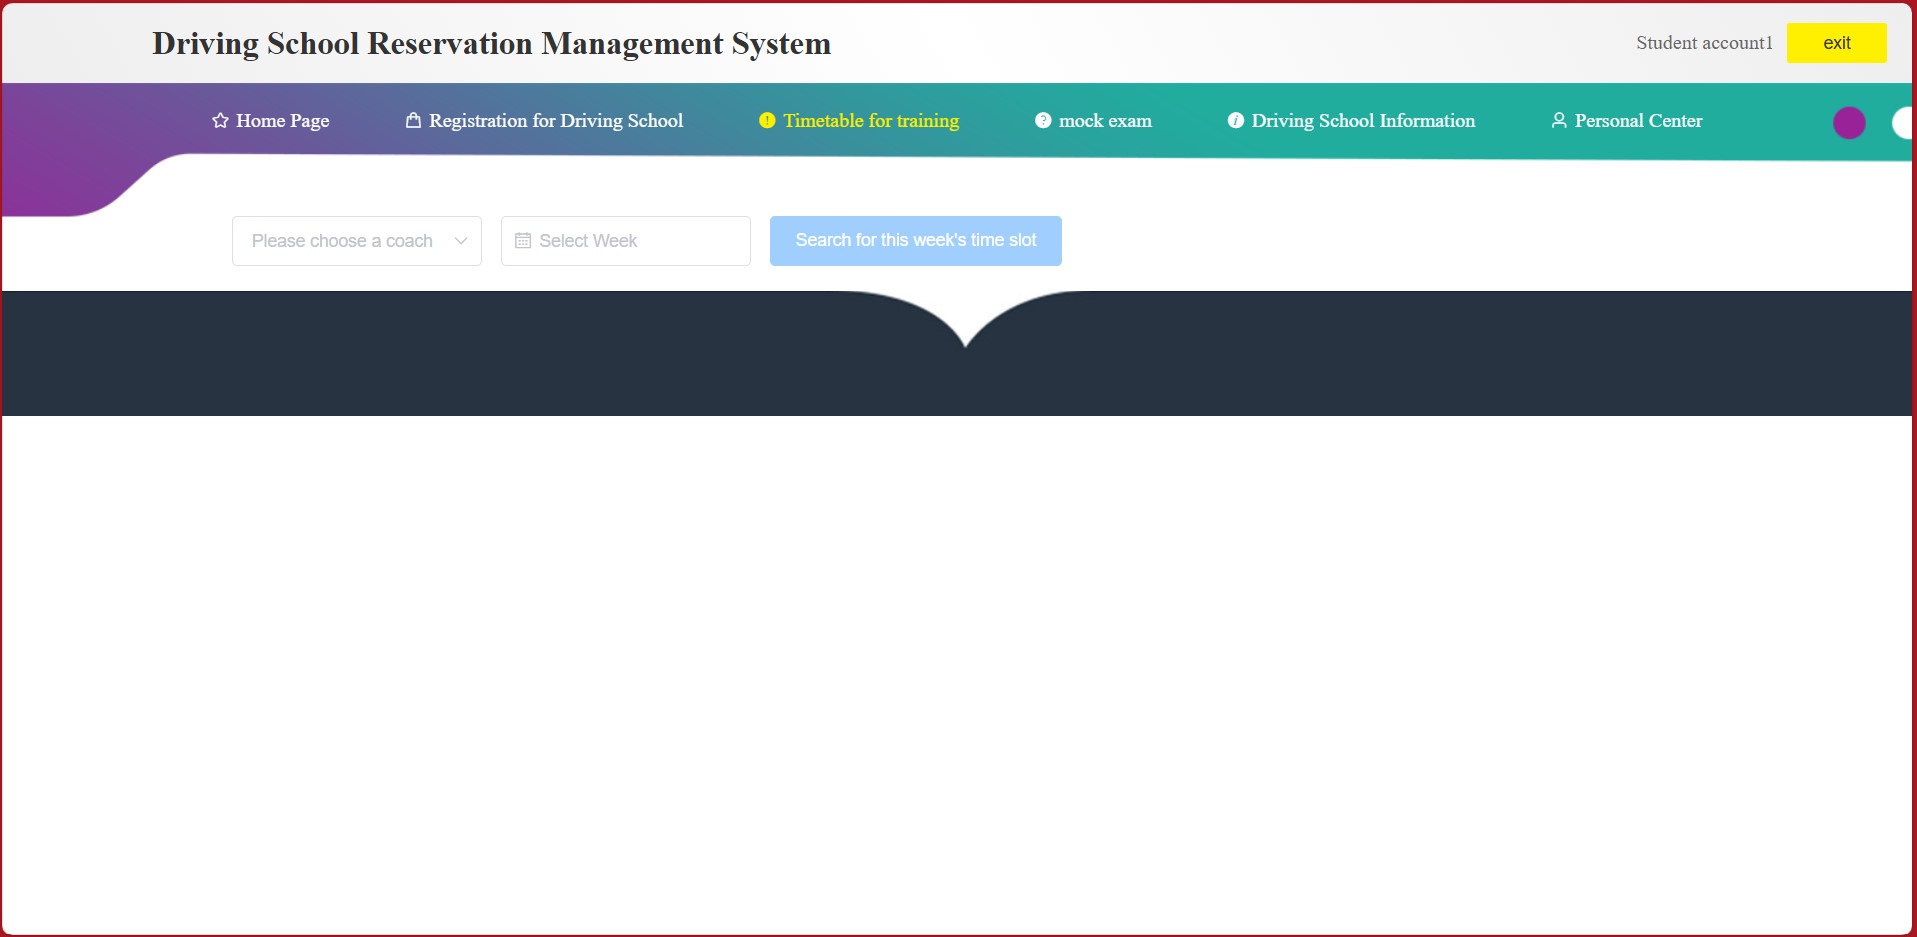 Driving School Reservation Management System
Student account1
exit
Home Page
Registration for Driving School
Timetable for training
mock exam
Driving School Information
Personal Center
Please choose a coach
Select Week
Search for this week's time slot